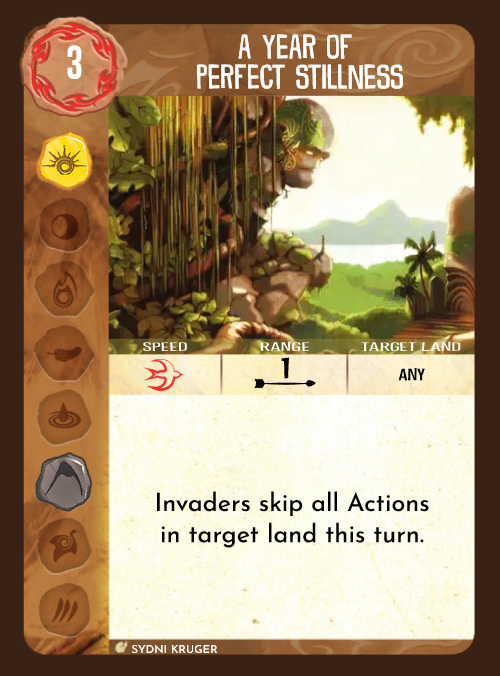 3
A YEAR OF
PERFECT STILLNESS
SPEED RANGE TARGET LAND
1 ANY
Invaders skip all Actions
in target land this turn.
SYDNI KRUGER